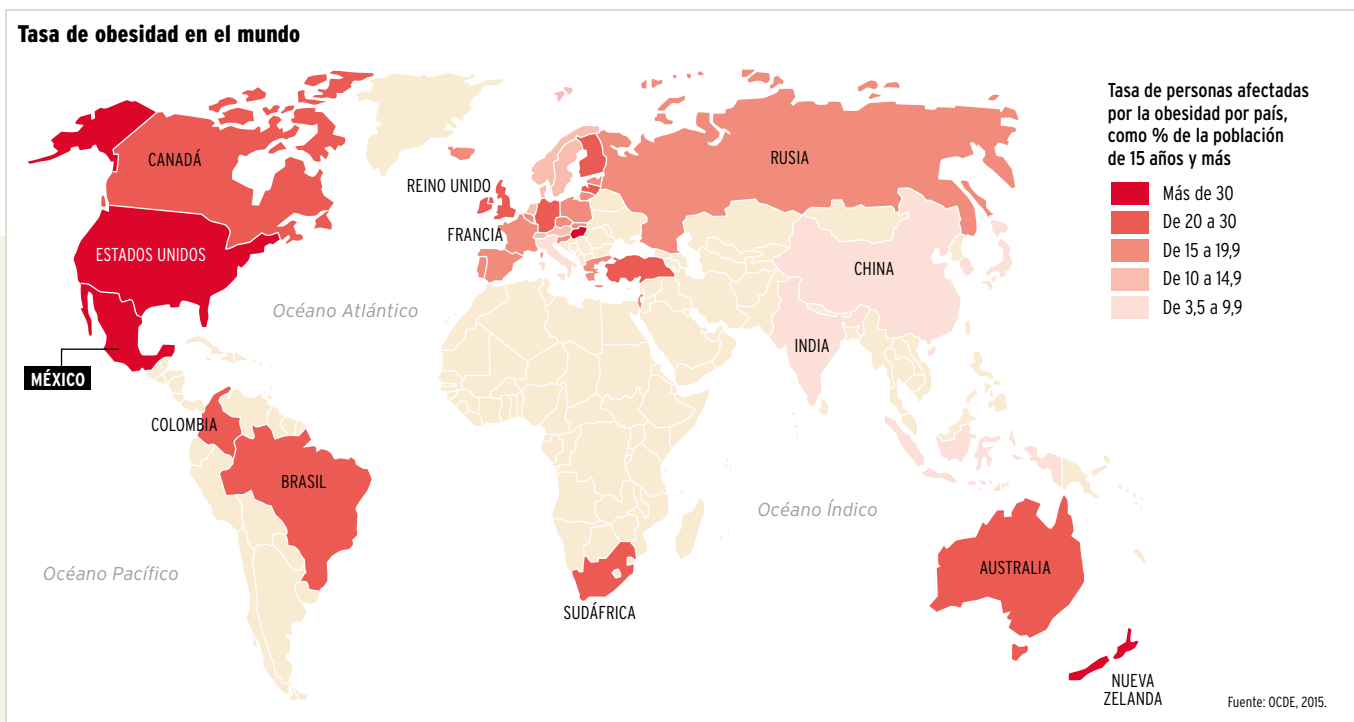 Tasa de obesidad en el mundo
Tasa de personas afectadas
por la obesidad por país,
como % de la población
de 15 años y más
Más de 30
De 20 a 30
De 15 a 19,9
De 10 a 14,9
De 3,5 a 9,9
CANADÁ
RUSIA
REINO UNIDO
FRANCIA
ESTADOS UNIDOS
CHINA
Océano Atlántico
INDIA
MÉXICO
COLOMBIA
BRASIL
Océano Índico
Océano Pacífico
AUSTRALIA
SUDÁFRICA
NUEVA
ZELANDA
Fuente: OCDE, 2015.